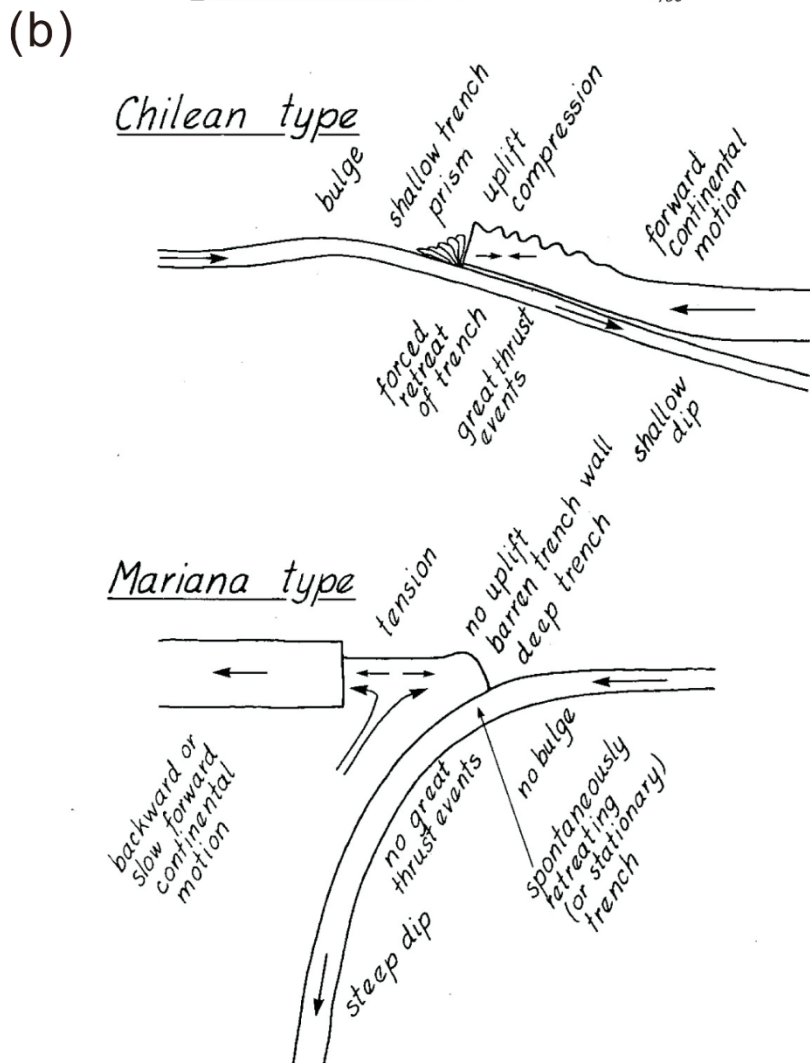 (b)
Chilean type
bulge
shallow trench
prism
uplift
compression
forward
continental
motion
forced
retreat
of trench
great thrust
events
shallow
dip
Mariana type
tension
no uplift
barren trench wall
deep trench
backward or
slow forward
continental
motion
no great
thrust events
no bulge
spontaneously
retreating
(or stationary)
trench
steep dip